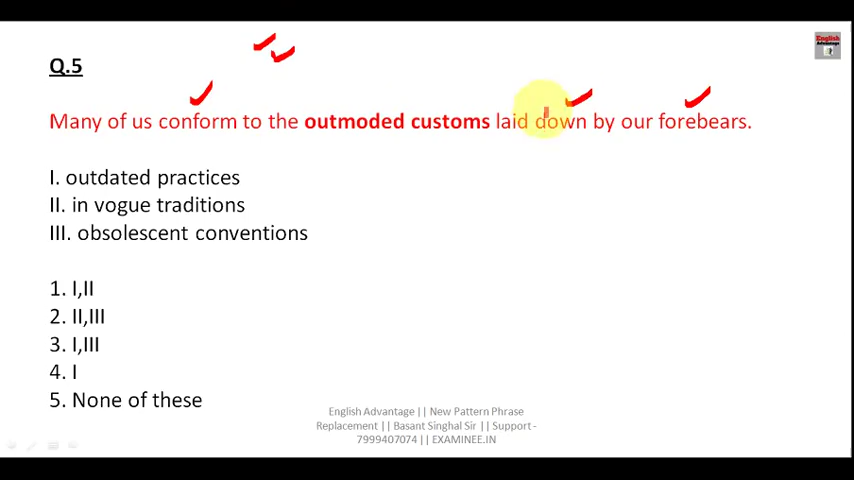 English
Advantage
Q.5
Many of us conform to the outmoded customs laid down by our forebears.
I. outdated practices
II. in vogue traditions
III. obsolescent conventions
1. I,II
2. II,III
3. I,III
4. I
5. None of these
English Advantage || New Pattern Phrase
Replacement || Basant Singhal Sir || Support -
7999407074 || EXAMINEE.IN